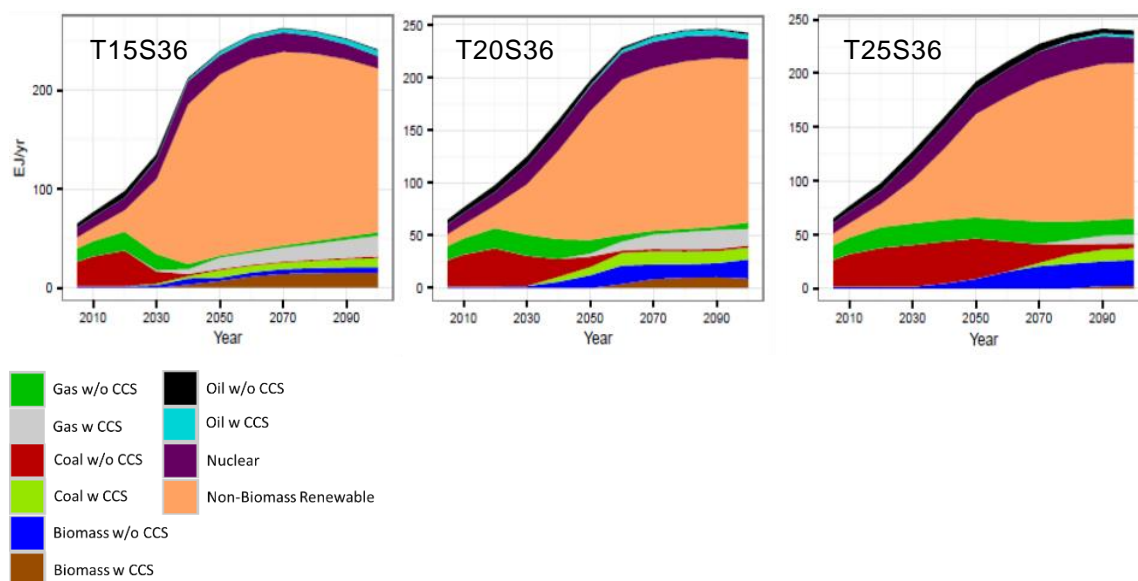 T15S36
T20S36
T25S36
EJ/yr
200
100
0
2010 2030 2050 2070 2090
Year
250
200
150
100
50
0
2010 2030 2050 2070 2090
Year
250
200
150
100
50
0
2010 2030 2050 2070 2090
Year
Gas w/o CCS
Gas w CCS
Coal w/o CCS
Coal w CCS
Biomass w/o CCS
Biomass w CCS
Oil w/o CCS
Oil w CCS
Nuclear
Non-Biomass Renewable